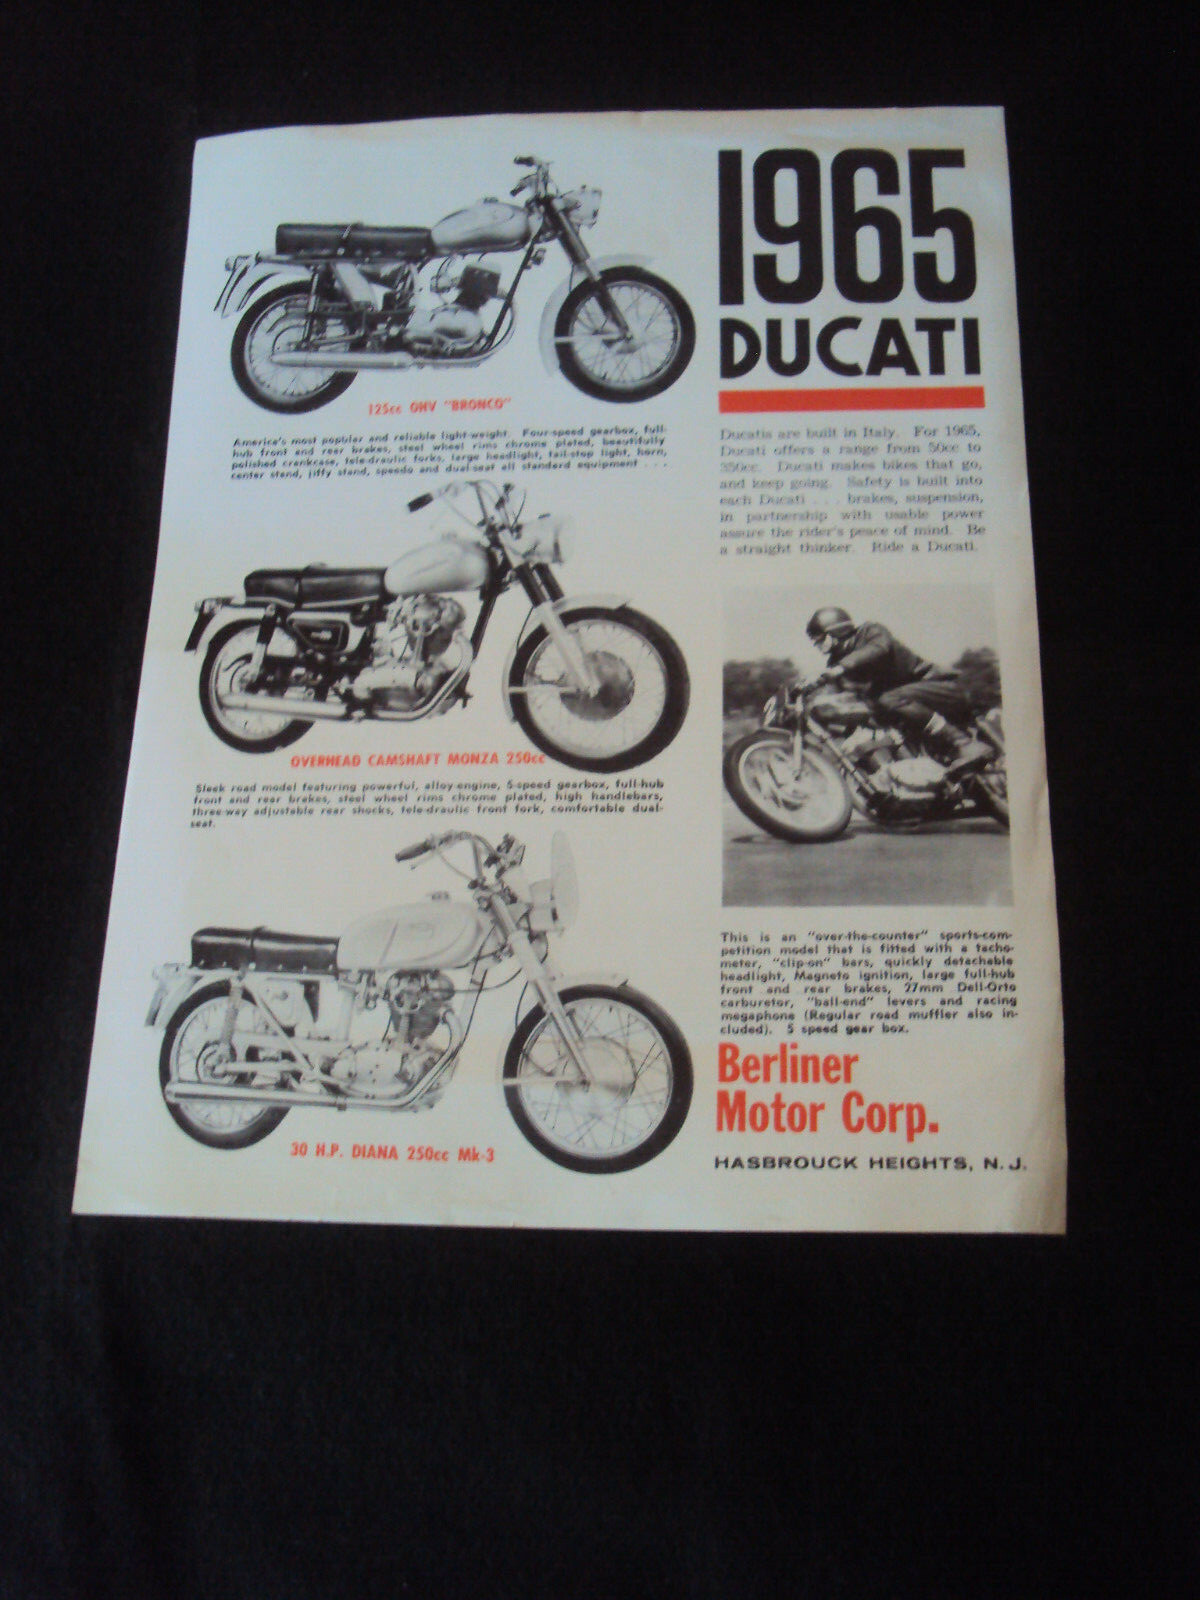 1965
DUCATI
Ducatis are built in Italy. For 1965,
Ducati offers a range from 50cc to
350cc. Ducati makes bikes that go,
and keep going. Safety is built into
each Ducati . . . brakes, suspension,
in partnership with usable power
assure the rider's peace of mind. Be
a straight thinker. Ride a Ducati.
125cc OHV "BRONCO"
America's most popular and reliable light-weight. Four-speed gearbox, full-
hub front and rear brakes, steel wheel rims chrome plated, beautifully
polished crankcase, tele-draulic forks, large headlight, tail-stop light, horn,
center stand, jiffy stand, speedo and dual-seat all standard equipment . . . .
OVERHEAD CAMSHAFT MONZA 250cc
Sleek road model featuring powerful, alloy-engine, 5-speed gearbox, full-hub
front and rear brakes, steel wheel rims chrome plated, high handlebars,
three-way adjustable rear shocks, tele-draulic front fork, comfortable dual-
seat.
30 H.P. DIANA 250cc Mk-3
This is an "over-the-counter" sports-com-
petition model that is fitted with a tacho-
meter, "clip-on" bars, quickly detachable
headlight, Magneto ignition, large full-hub
front and rear brakes, 27mm Dell-Orto
carburetor, "ball-end" levers and racing
megaphone (Regular road muffler also in-
cluded). 5 speed gear box.
Berliner
Motor Corp.
HASBROUCK HEIGHTS, N. J.